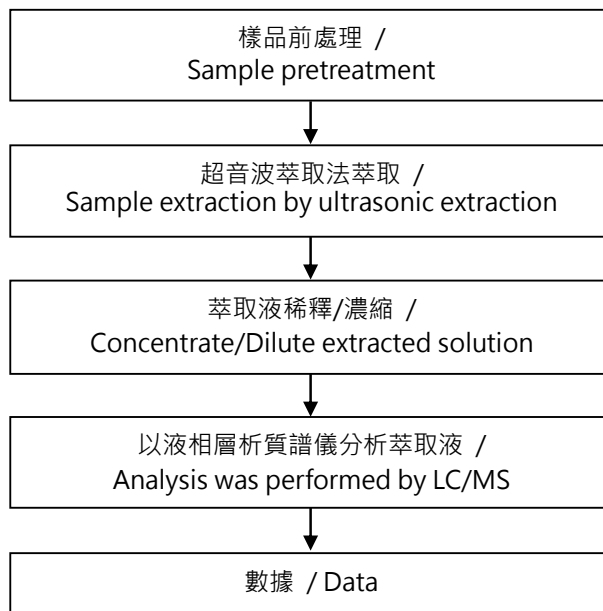 樣品前處理 /
Sample pretreatment
超音波萃取法萃取 /
Sample extraction by ultrasonic extraction
萃取液稀釋/濃縮 /
Concentrate/Dilute extracted solution
以液相層析質譜儀分析萃取液 /
Analysis was performed by LC/MS
數據 / Data